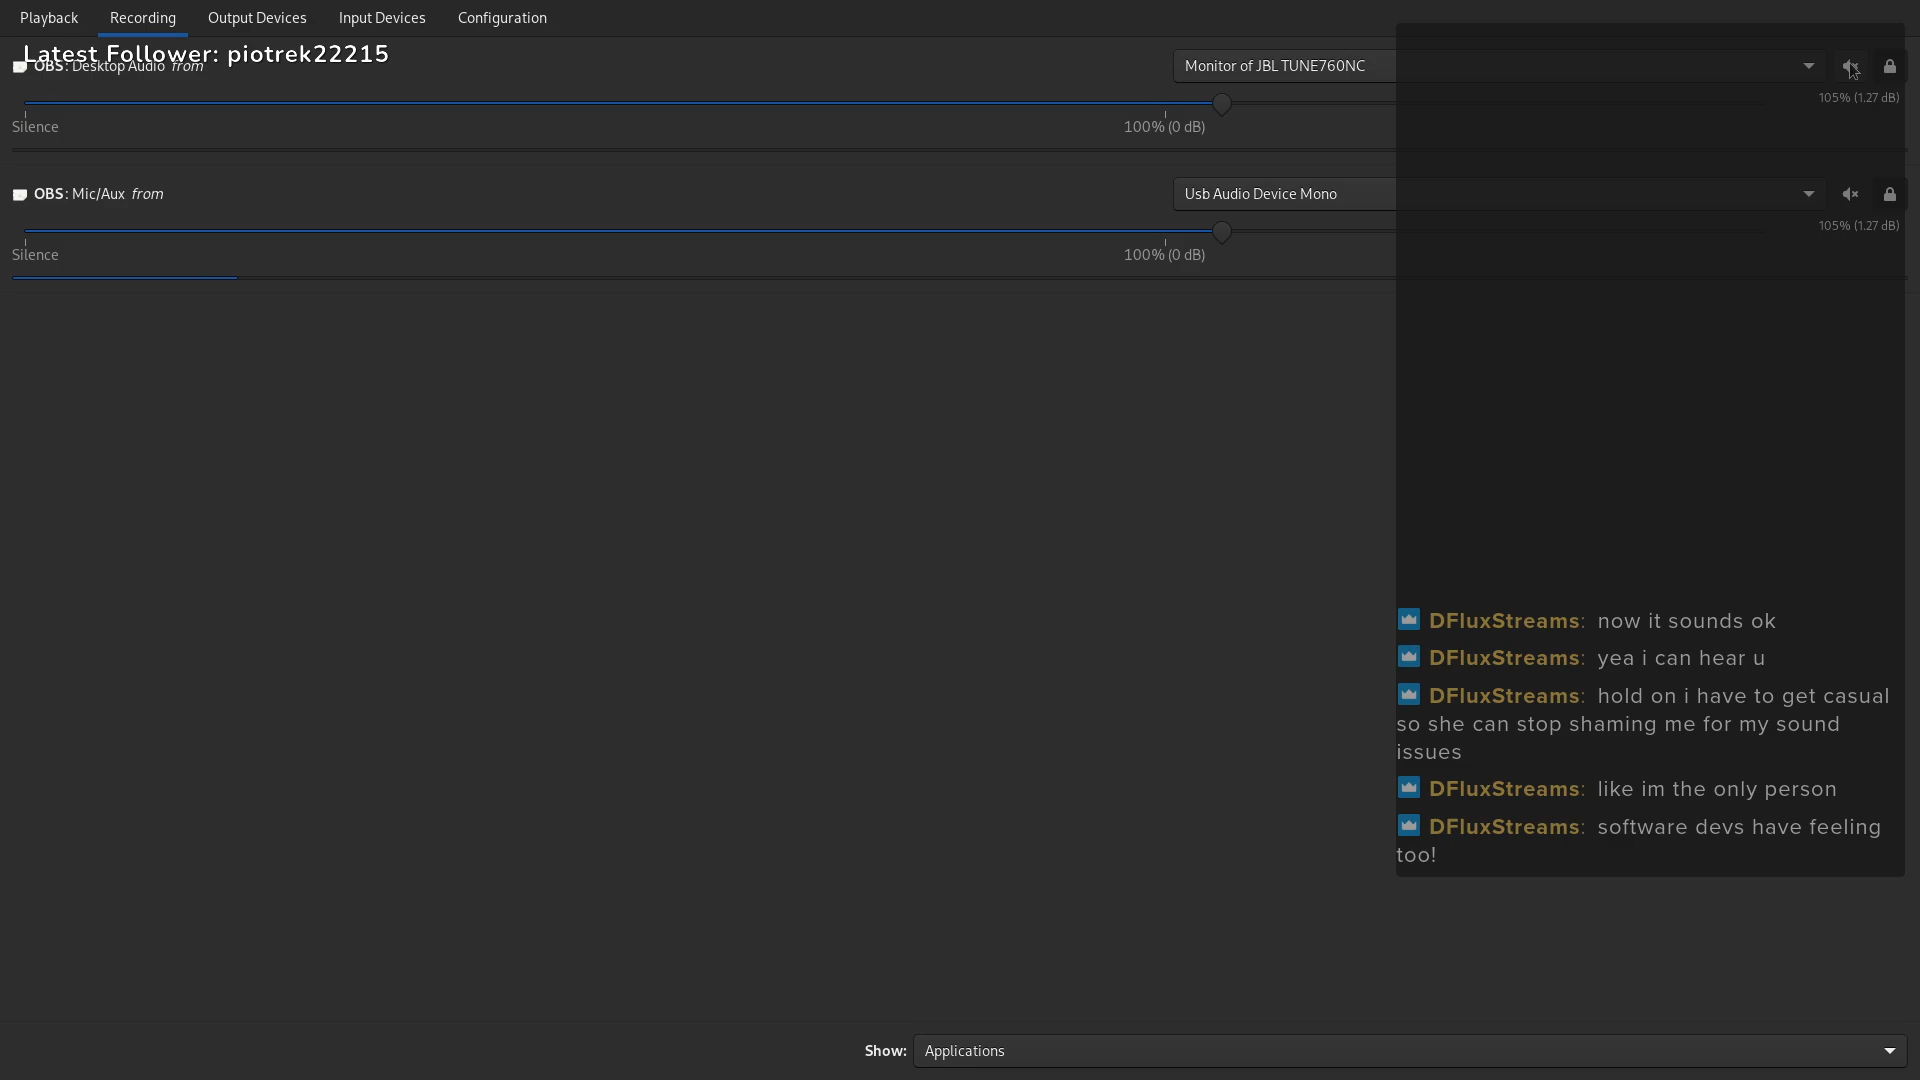 Playback Recording Output Devices Input Devices Configuration
Latest Follower: piotrek22215
OBS: Desktop Audio from Monitor of JBL TUNE760NC
105% (1.27 dB)
Silence 100% (0 dB)
OBS: Mic/Aux from Usb Audio Device Mono
105% (1.27 dB)
Silence 100% (0 dB)
DFluxStreams: now it sounds ok
DFluxStreams: yea i can hear u
DFluxStreams: hold on i have to get casual
so she can stop shaming me for my sound
issues
DFluxStreams: like im the only person
DFluxStreams: software devs have feeling
too!
Show: Applications